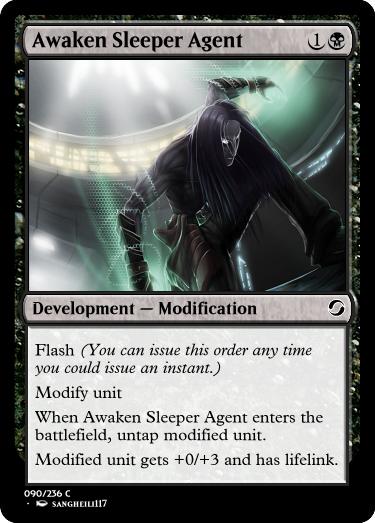 Awaken Sleeper Agent 1
Development — Modification
Flash (You can issue this order any time
you could issue an instant.)
Modify unit
When Awaken Sleeper Agent enters the
battlefield, untap modified unit.
Modified unit gets +0/+3 and has lifelink.
090/236 C
· SANGHEILI117